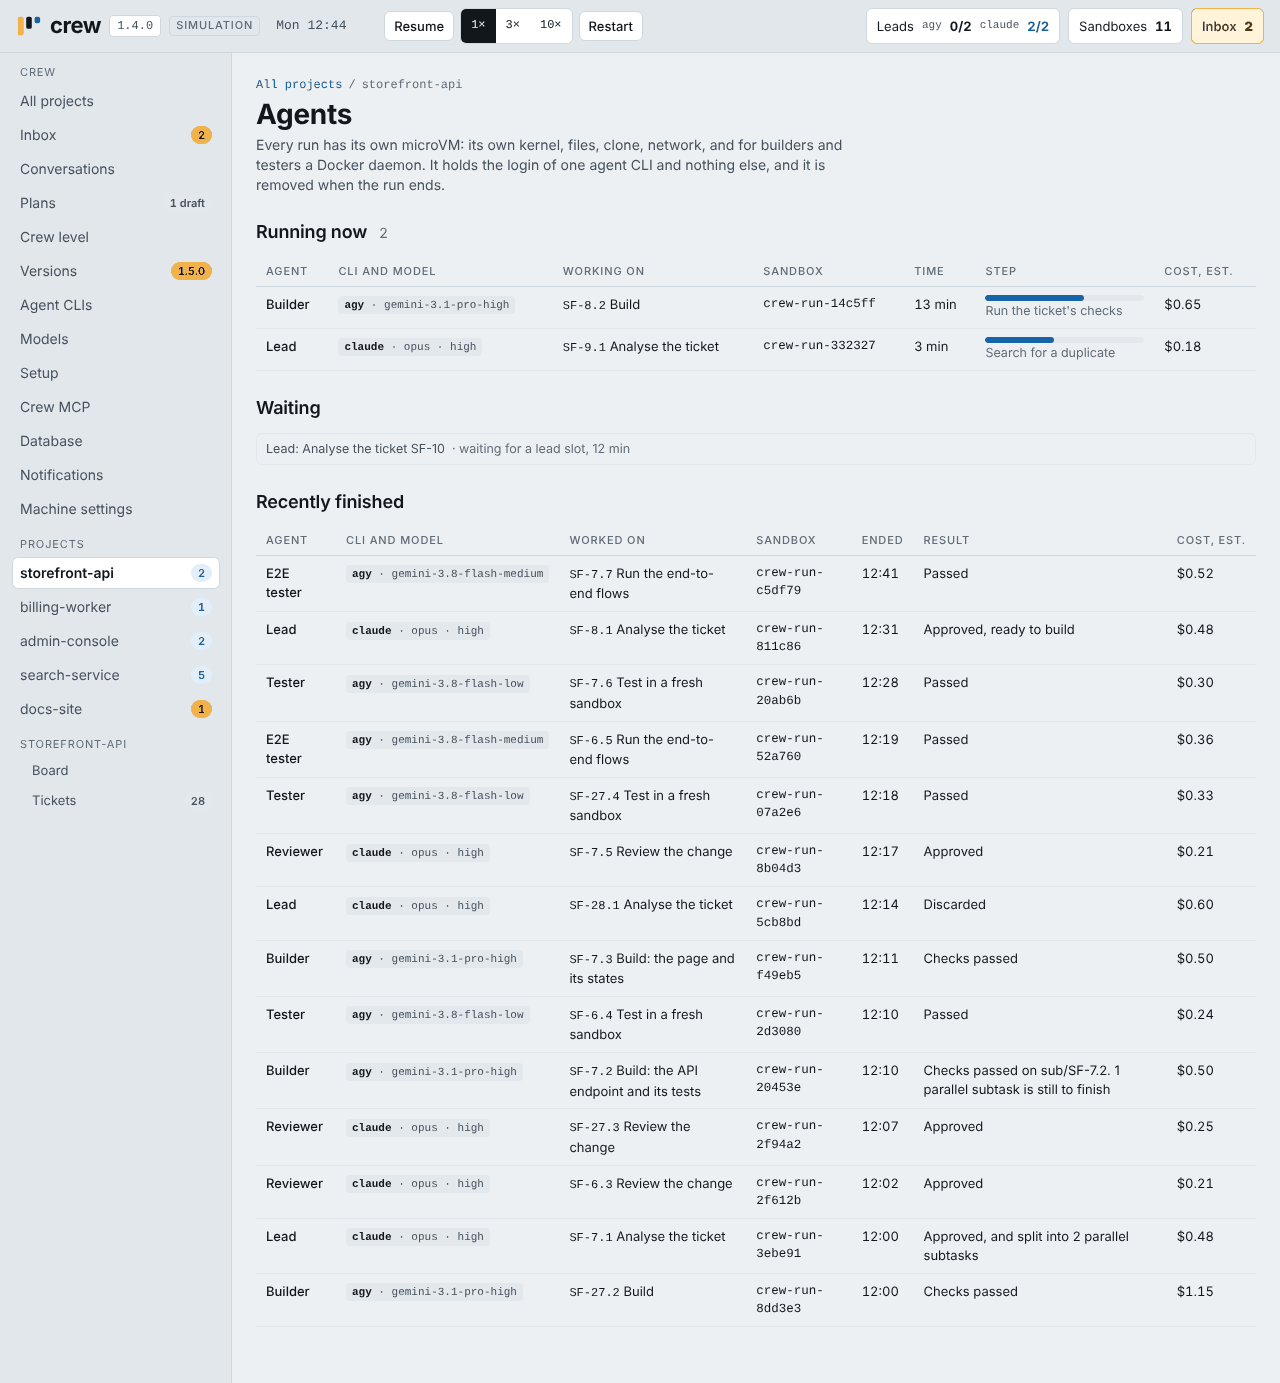 crew 1.4.0 SIMULATION Mon 12:44 Resume 1× 3× 10× Restart Leads agy 0/2 claude 2/2 Sandboxes 11 Inbox 2
CREW
All projects
Inbox 2
Conversations
Plans 1 draft
Crew level
Versions 1.5.0
Agent CLIs
Models
Setup
Crew MCP
Database
Notifications
Machine settings
PROJECTS
storefront-api 2
billing-worker 1
admin-console 2
search-service 5
docs-site 1
STOREFRONT-API
Board
Tickets 28
All projects / storefront-api
Agents
Every run has its own microVM: its own kernel, files, clone, network, and for builders and
testers a Docker daemon. It holds the login of one agent CLI and nothing else, and it is
removed when the run ends.
Running now 2
AGENT CLI AND MODEL WORKING ON SANDBOX TIME STEP COST, EST.
Builder agy · gemini-3.1-pro-high SF-8.2 Build crew-run-14c5ff 13 min Run the ticket's checks $0.65
Lead claude · opus · high SF-9.1 Analyse the ticket crew-run-332327 3 min Search for a duplicate $0.18
Waiting
Lead: Analyse the ticket SF-10 · waiting for a lead slot, 12 min
Recently finished
AGENT CLI AND MODEL WORKED ON SANDBOX ENDED RESULT COST, EST.
E2E agy · gemini-3.8-flash-medium SF-7.7 Run the end-to- crew-run- 12:41 Passed $0.52
tester end flows c5df79
Lead claude · opus · high SF-8.1 Analyse the ticket crew-run- 12:31 Approved, ready to build $0.48
811c86
Tester agy · gemini-3.8-flash-low SF-7.6 Test in a fresh crew-run- 12:28 Passed $0.30
sandbox 20ab6b
E2E agy · gemini-3.8-flash-medium SF-6.5 Run the end-to- crew-run- 12:19 Passed $0.36
tester end flows 52a760
Tester agy · gemini-3.8-flash-low SF-27.4 Test in a fresh crew-run- 12:18 Passed $0.33
sandbox 07a2e6
Reviewer claude · opus · high SF-7.5 Review the change crew-run- 12:17 Approved $0.21
8b04d3
Lead claude · opus · high SF-28.1 Analyse the ticket crew-run- 12:14 Discarded $0.60
5cb8bd
Builder agy · gemini-3.1-pro-high SF-7.3 Build: the page and crew-run- 12:11 Checks passed $0.50
its states f49eb5
Tester agy · gemini-3.8-flash-low SF-6.4 Test in a fresh crew-run- 12:10 Passed $0.24
sandbox 2d3080
Builder agy · gemini-3.1-pro-high SF-7.2 Build: the API crew-run- 12:10 Checks passed on sub/SF-7.2. 1 $0.50
endpoint and its tests 20453e parallel subtask is still to finish
Reviewer claude · opus · high SF-27.3 Review the crew-run- 12:07 Approved $0.25
change 2f94a2
Reviewer claude · opus · high SF-6.3 Review the change crew-run- 12:02 Approved $0.21
2f612b
Lead claude · opus · high SF-7.1 Analyse the ticket crew-run- 12:00 Approved, and split into 2 parallel $0.48
3ebe91 subtasks
Builder agy · gemini-3.1-pro-high SF-27.2 Build crew-run- 12:00 Checks passed $1.15
8dd3e3